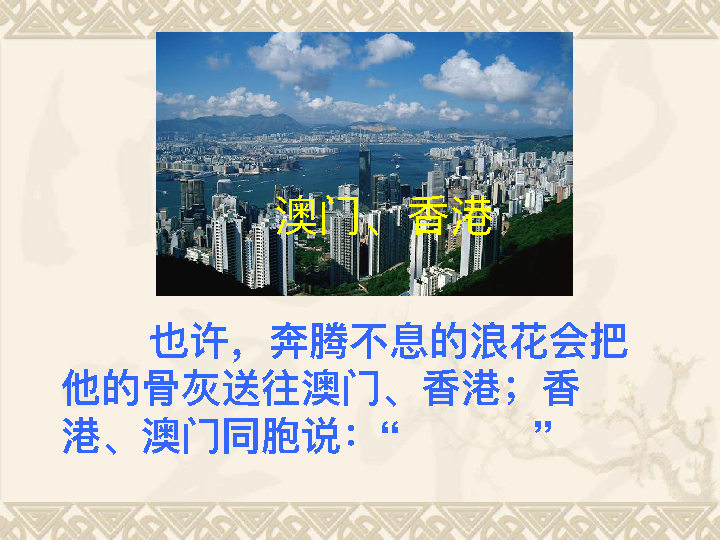 澳门、香港
也许，奔腾不息的浪花会把
他的骨灰送往澳门、香港；香
港、澳门同胞说：“　　　”